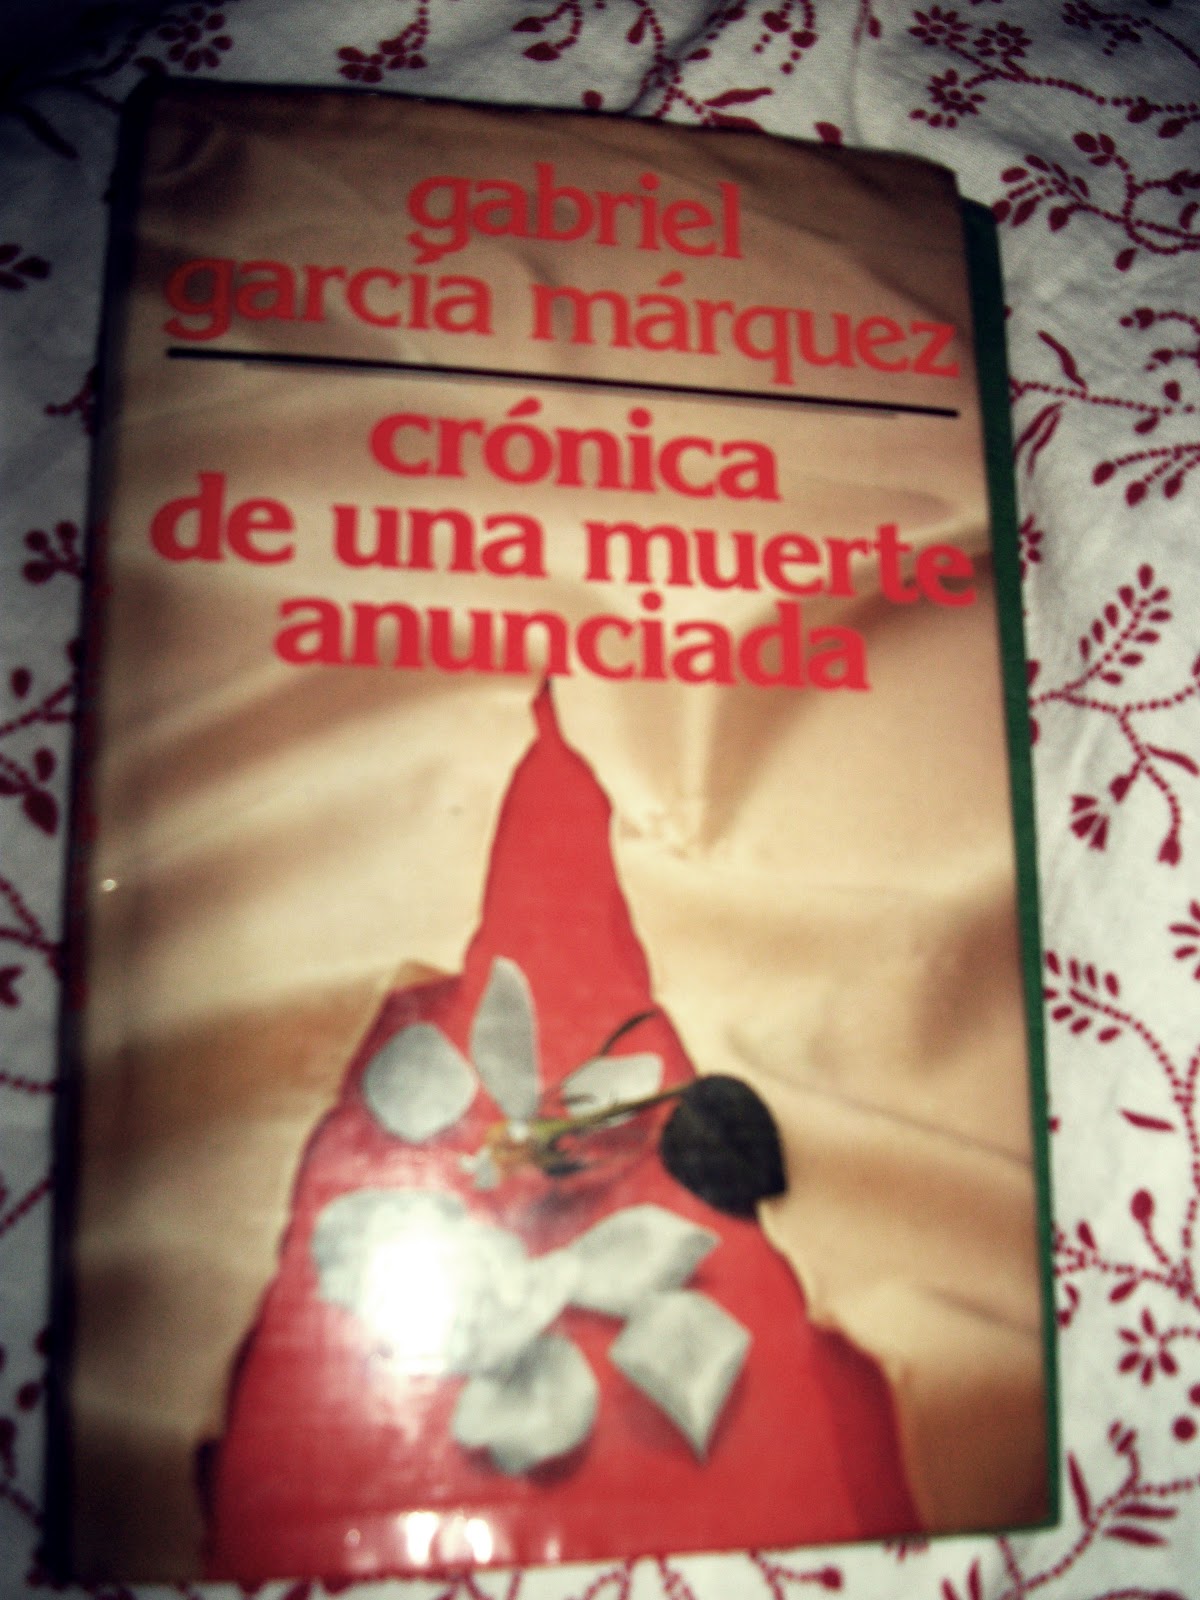 gabriel
garcía márquez
crónica
de una muerte
anunciada